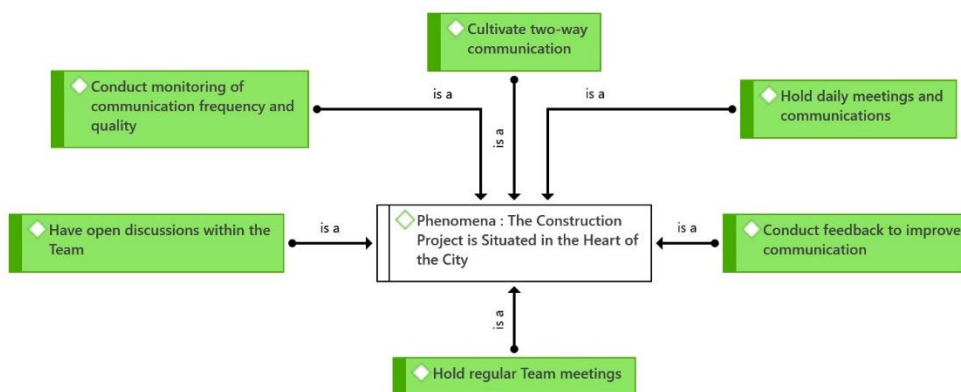 Cultivate two-way
communication
Conduct monitoring of
communication frequency and
quality
is a
is a
is a
Hold daily meetings and
communications
Have open discussions within the
Team
is a
Phenomena : The Construction
Project is Situated in the Heart of
the City
is a
Conduct feedback to improve
communication
is a
Hold regular Team meetings